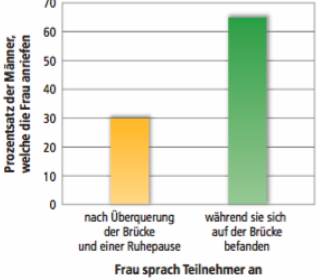 Prozentsatz der Männer,
welche die Frau anriefen
70
60
50
40
30
20
10
0
nach Überquerung
der Brücke
und einer Ruhepause
während sie sich
auf der Brücke
befanden
Frau sprach Teilnehmer an